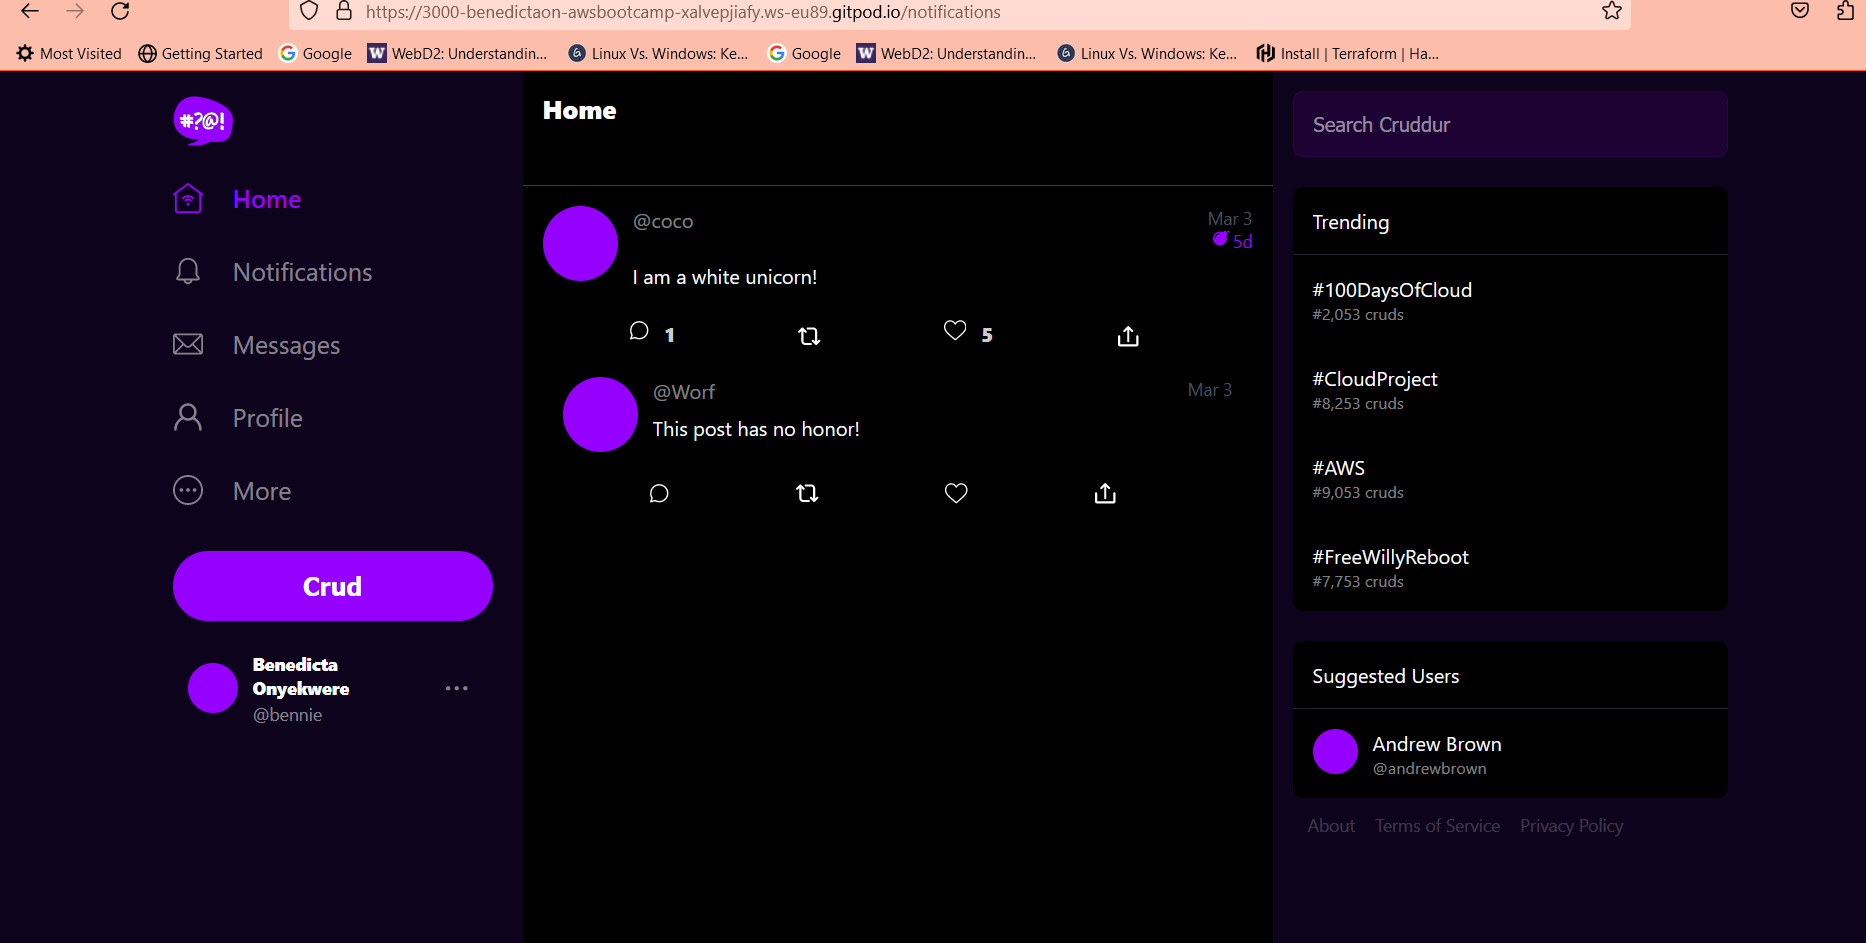 https://3000-benedictaon-awsbootcamp-xalvepjiafy.ws-eu89.gitpod.io/notifications
Most Visited Getting Started Google WebD2: Understandin... Linux Vs. Windows: Ke... Google WebD2: Understandin... Linux Vs. Windows: Ke... Install | Terraform | Ha...
#?@!
Home
Notifications
Messages
Profile
More
Crud
Benedicta
Onyekwere
@bennie
Home
@coco
Mar 3
5d
I am a white unicorn!
1 5
@Worf
Mar 3
This post has no honor!
Search Cruddur
Trending
#100DaysOfCloud
#2,053 cruds
#CloudProject
#8,253 cruds
#AWS
#9,053 cruds
#FreeWillyReboot
#7,753 cruds
Suggested Users
Andrew Brown
@andrewbrown
About Terms of Service Privacy Policy